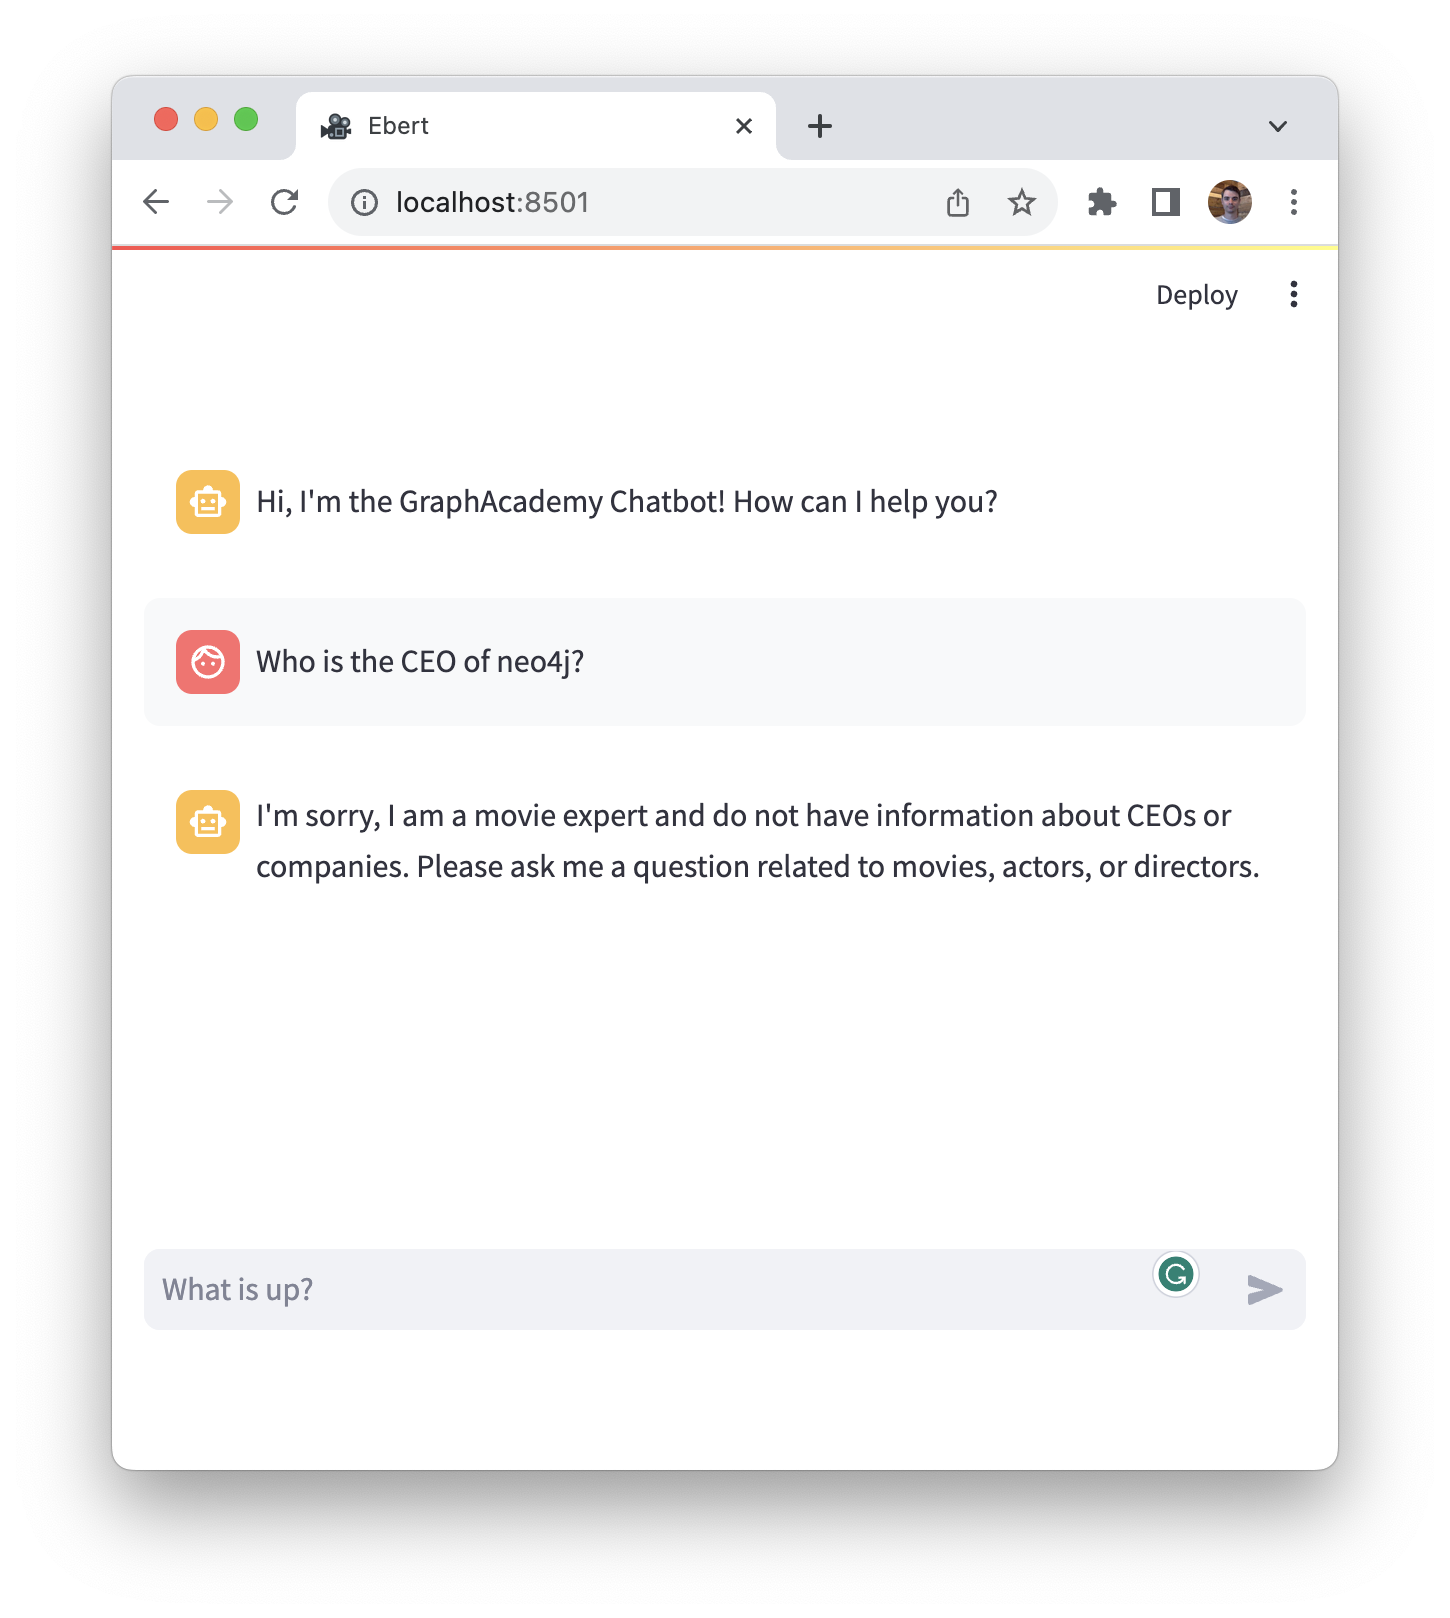 Ebert
localhost:8501
Deploy
Hi, I'm the GraphAcademy Chatbot! How can I help you?
Who is the CEO of neo4j?
I'm sorry, I am a movie expert and do not have information about CEOs or
companies. Please ask me a question related to movies, actors, or directors.
What is up?